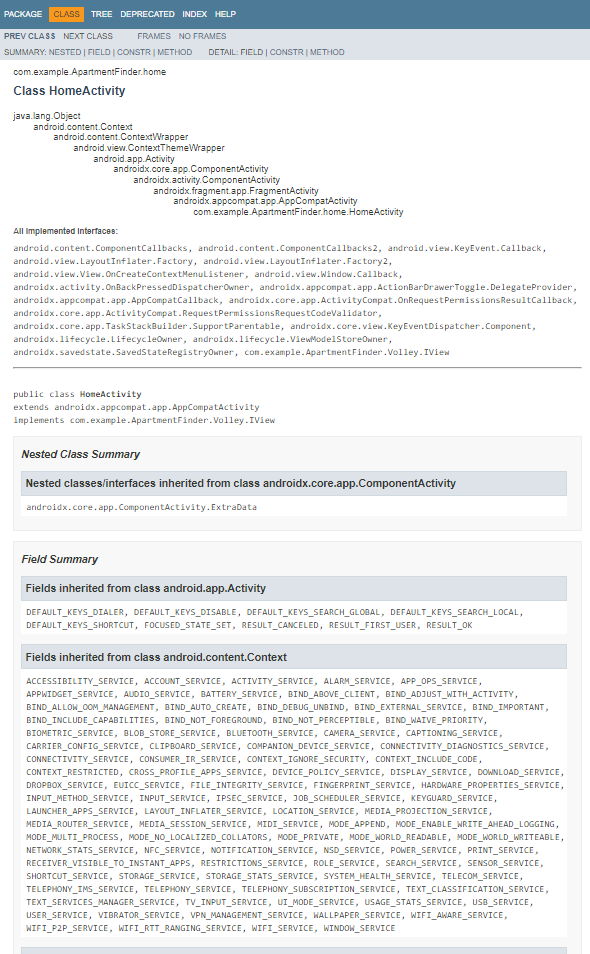 PACKAGE CLASS TREE DEPRECATED INDEX HELP
PREV CLASS NEXT CLASS FRAMES NO FRAMES
SUMMARY: NESTED | FIELD | CONSTR | METHOD DETAIL: FIELD | CONSTR | METHOD
com.example.ApartmentFinder.home
Class HomeActivity
java.lang.Object
android.content.Context
android.content.ContextWrapper
android.view.ContextThemeWrapper
android.app.Activity
androidx.core.app.ComponentActivity
androidx.activity.ComponentActivity
androidx.fragment.app.FragmentActivity
androidx.appcompat.app.AppCompatActivity
com.example.ApartmentFinder.home.HomeActivity
All Implemented Interfaces:
android.content.ComponentCallbacks, android.content.ComponentCallbacks2, android.view.KeyEvent.Callback,
android.view.LayoutInflater.Factory, android.view.LayoutInflater.Factory2,
android.view.View.OnCreateContextMenuListener, android.view.Window.Callback,
androidx.activity.OnBackPressedDispatcherOwner, androidx.appcompat.app.ActionBarDrawerToggle.DelegateProvider,
androidx.appcompat.app.AppCompatCallback, androidx.core.app.ActivityCompat.OnRequestPermissionsResultCallback,
androidx.core.app.ActivityCompat.RequestPermissionsRequestCodeValidator,
androidx.core.app.TaskStackBuilder.SupportParentable, androidx.core.view.KeyEventDispatcher.Component,
androidx.lifecycle.LifecycleOwner, androidx.lifecycle.ViewModelStoreOwner,
androidx.savedstate.SavedStateRegistryOwner, com.example.ApartmentFinder.Volley.IView
public class HomeActivity
extends androidx.appcompat.app.AppCompatActivity
implements com.example.ApartmentFinder.Volley.IView
Nested Class Summary
Nested classes/interfaces inherited from class androidx.core.app.ComponentActivity
androidx.core.app.ComponentActivity.ExtraData
Field Summary
Fields inherited from class android.app.Activity
DEFAULT_KEYS_DIALER, DEFAULT_KEYS_DISABLE, DEFAULT_KEYS_SEARCH_GLOBAL, DEFAULT_KEYS_SEARCH_LOCAL,
DEFAULT_KEYS_SHORTCUT, FOCUSED_STATE_SET, RESULT_CANCELED, RESULT_FIRST_USER, RESULT_OK
Fields inherited from class android.content.Context
ACCESSIBILITY_SERVICE, ACCOUNT_SERVICE, ACTIVITY_SERVICE, ALARM_SERVICE, APP_OPS_SERVICE,
APPWIDGET_SERVICE, AUDIO_SERVICE, BATTERY_SERVICE, BIND_ABOVE_CLIENT, BIND_ADJUST_WITH_ACTIVITY,
BIND_ALLOW_OOM_MANAGEMENT, BIND_AUTO_CREATE, BIND_DEBUG_UNBIND, BIND_EXTERNAL_SERVICE, BIND_IMPORTANT,
BIND_INCLUDE_CAPABILITIES, BIND_NOT_FOREGROUND, BIND_NOT_PERCEPTIBLE, BIND_WAIVE_PRIORITY,
BIOMETRIC_SERVICE, BLOB_STORE_SERVICE, BLUETOOTH_SERVICE, CAMERA_SERVICE, CAPTIONING_SERVICE,
CARRIER_CONFIG_SERVICE, CLIPBOARD_SERVICE, COMPANION_DEVICE_SERVICE, CONNECTIVITY_DIAGNOSTICS_SERVICE,
CONNECTIVITY_SERVICE, CONSUMER_IR_SERVICE, CONTEXT_IGNORE_SECURITY, CONTEXT_INCLUDE_CODE,
CONTEXT_RESTRICTED, CROSS_PROFILE_APPS_SERVICE, DEVICE_POLICY_SERVICE, DISPLAY_SERVICE, DOWNLOAD_SERVICE,
DROPBOX_SERVICE, EUICC_SERVICE, FILE_INTEGRITY_SERVICE, FINGERPRINT_SERVICE, HARDWARE_PROPERTIES_SERVICE,
INPUT_METHOD_SERVICE, INPUT_SERVICE, IPSEC_SERVICE, JOB_SCHEDULER_SERVICE, KEYGUARD_SERVICE,
LAUNCHER_APPS_SERVICE, LAYOUT_INFLATER_SERVICE, LOCATION_SERVICE, MEDIA_PROJECTION_SERVICE,
MEDIA_ROUTER_SERVICE, MEDIA_SESSION_SERVICE, MIDI_SERVICE, MODE_APPEND, MODE_ENABLE_WRITE_AHEAD_LOGGING,
MODE_MULTI_PROCESS, MODE_NO_LOCALIZED_COLLATORS, MODE_PRIVATE, MODE_WORLD_READABLE, MODE_WORLD_WRITEABLE,
NETWORK_STATS_SERVICE, NFC_SERVICE, NOTIFICATION_SERVICE, NSD_SERVICE, POWER_SERVICE, PRINT_SERVICE,
RECEIVER_VISIBLE_TO_INSTANT_APPS, RESTRICTIONS_SERVICE, ROLE_SERVICE, SEARCH_SERVICE, SENSOR_SERVICE,
SHORTCUT_SERVICE, STORAGE_SERVICE, STORAGE_STATS_SERVICE, SYSTEM_HEALTH_SERVICE, TELECOM_SERVICE,
TELEPHONY_IMS_SERVICE, TELEPHONY_SERVICE, TELEPHONY_SUBSCRIPTION_SERVICE, TEXT_CLASSIFICATION_SERVICE,
TEXT_SERVICES_MANAGER_SERVICE, TV_INPUT_SERVICE, UI_MODE_SERVICE, USAGE_STATS_SERVICE, USB_SERVICE,
USER_SERVICE, VIBRATOR_SERVICE, VPN_MANAGEMENT_SERVICE, WALLPAPER_SERVICE, WIFI_AWARE_SERVICE,
WIFI_P2P_SERVICE, WIFI_RTT_RANGING_SERVICE, WIFI_SERVICE, WINDOW_SERVICE